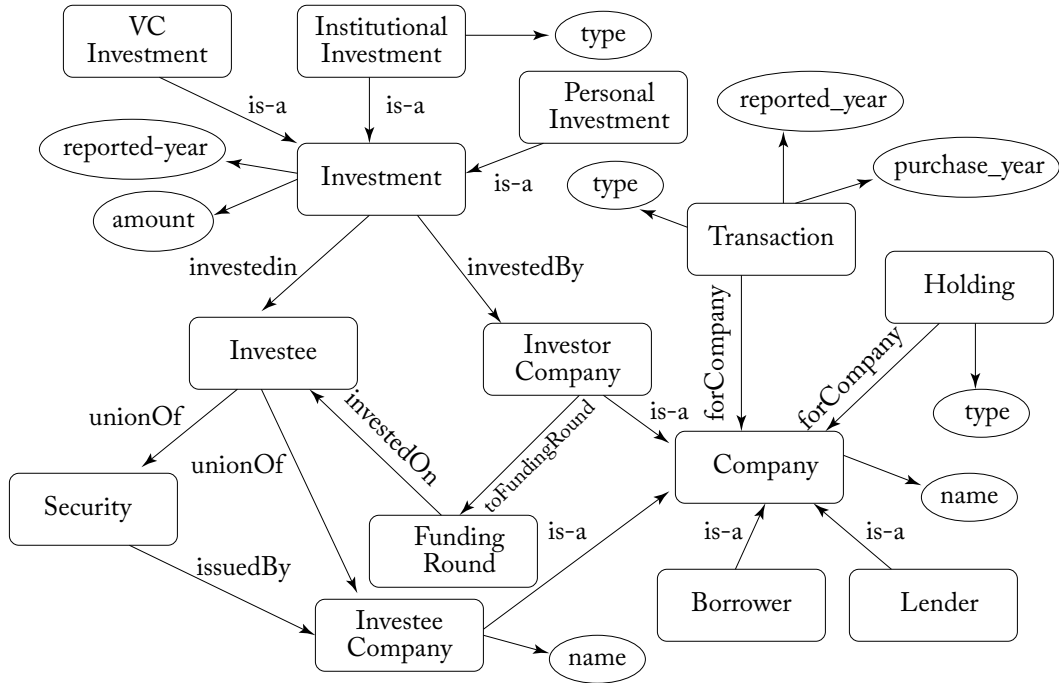 VC
Investment
Institutional
Investment
type
Personal
Investment
reported_year
is-a
is-a
reported-year
Investment
is-a
type
purchase_year
amount
Transaction
investedin
investedBy
Holding
forCompany
forCompany
Investee
Investor
Company
type
unionOf
investedOn
is-a
toFundingRound
unionOf
Company
Security
name
Funding
Round
is-a
is-a
is-a
issuedBy
Investee
Company
Borrower
Lender
name